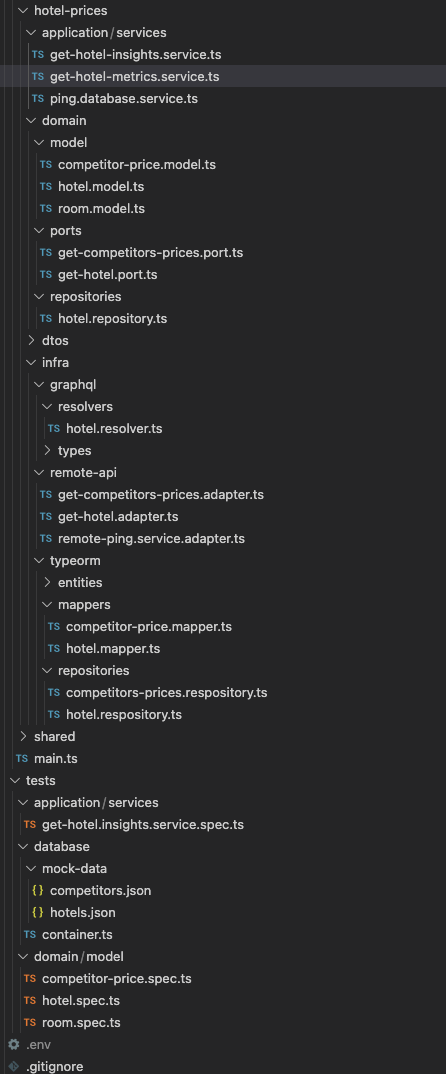 hotel-prices
application/services
TS get-hotel-insights.service.ts
TS get-hotel-metrics.service.ts
TS ping.database.service.ts
domain
model
TS competitor-price.model.ts
TS hotel.model.ts
TS room.model.ts
ports
TS get-competitors-prices.port.ts
TS get-hotel.port.ts
repositories
TS hotel.repository.ts
dtos
infra
graphql
resolvers
TS hotel.resolver.ts
types
remote-api
TS get-competitors-prices.adapter.ts
TS get-hotel.adapter.ts
TS remote-ping.service.adapter.ts
typeorm
entities
mappers
TS competitor-price.mapper.ts
TS hotel.mapper.ts
repositories
TS competitors-prices.respository.ts
TS hotel.respository.ts
shared
TS main.ts
tests
application/services
TS get-hotel.insights.service.spec.ts
database
mock-data
{} competitors.json
{} hotels.json
TS container.ts
domain/model
TS competitor-price.spec.ts
TS hotel.spec.ts
TS room.spec.ts
.env
.gitignore